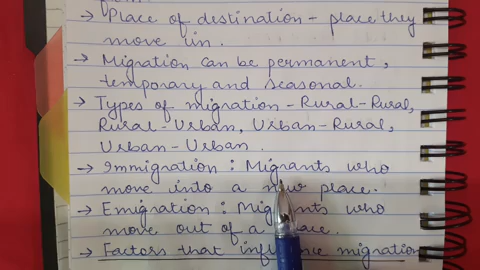 → Place of destination - place they
move in.
→ Migration can be permanent,
temporary and seasonal.
→ Types of migration - Rural-Rural,
Rural-Urban, Urban-Rural,
Urban-Urban.
→ Immigration : Migrants who
move into a new place.
→ Emigration : Migrants who
move out of a place.
→ Factors that influence migration